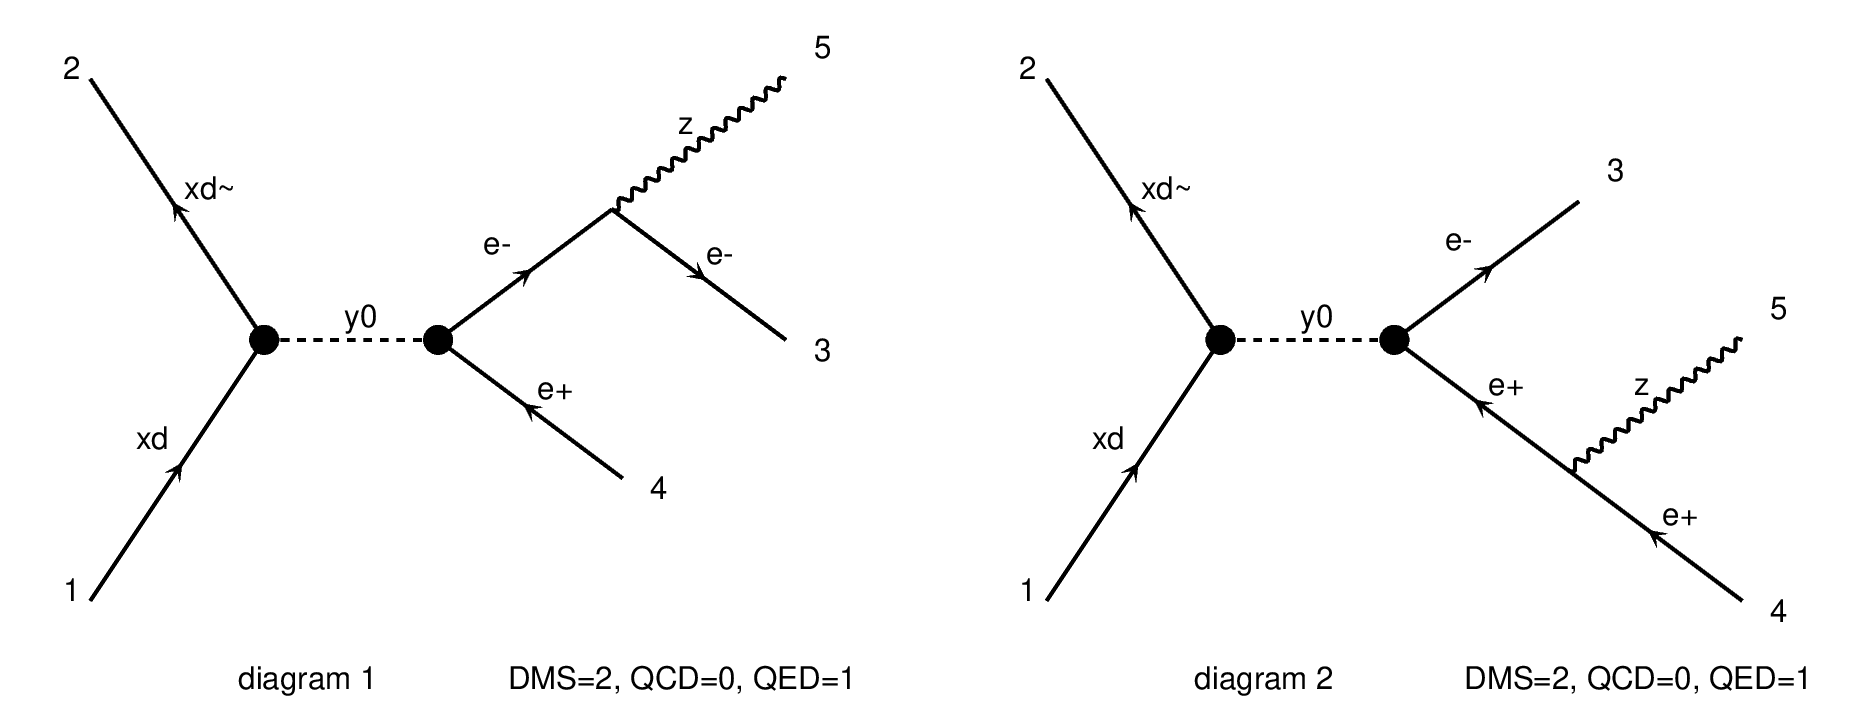 2
xd~
xd
1
y0
e-
z
5
e-
3
e+
4
diagram 1
DMS=2, QCD=0, QED=1
2
xd~
xd
1
y0
e-
3
e+
z
5
e+
4
diagram 2
DMS=2, QCD=0, QED=1